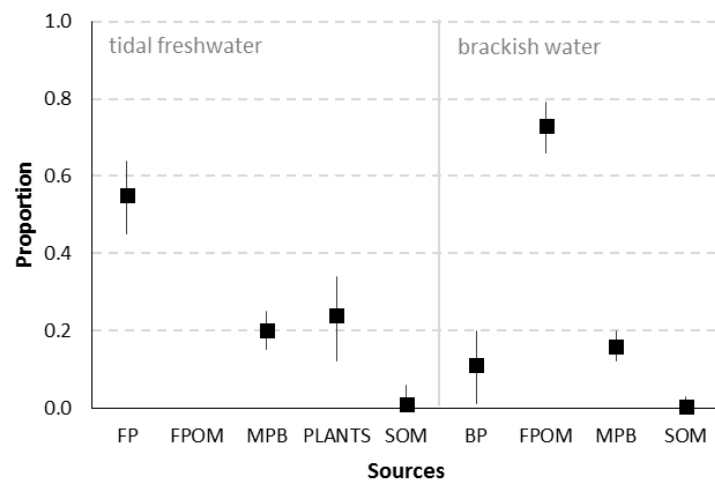 1.0
tidal freshwater
brackish water
0.8
0.6
Proportion
0.4
0.2
0.0
FP FPOM MPB PLANTS SOM BP FPOM MPB SOM
Sources